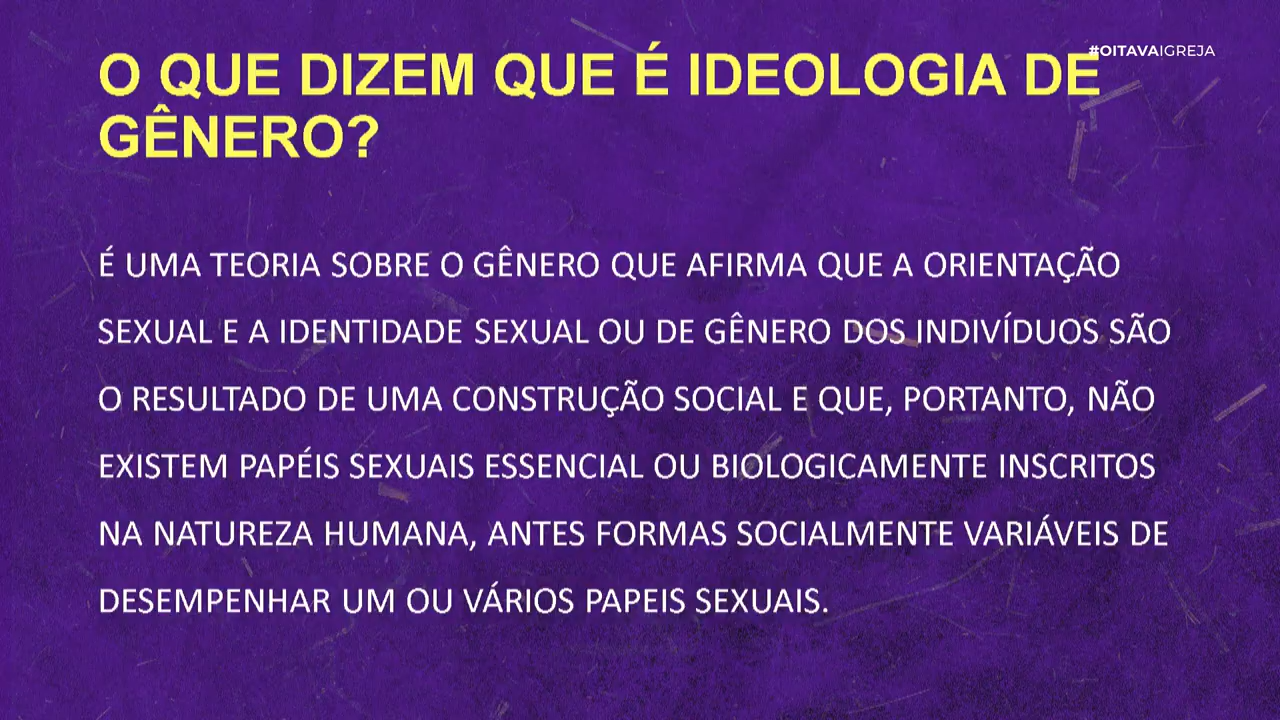 #OITAVAIGREJA
O QUE DIZEM QUE É IDEOLOGIA DE
GÊNERO?
É UMA TEORIA SOBRE O GÊNERO QUE AFIRMA QUE A ORIENTAÇÃO
SEXUAL E A IDENTIDADE SEXUAL OU DE GÊNERO DOS INDIVÍDUOS SÃO
O RESULTADO DE UMA CONSTRUÇÃO SOCIAL E QUE, PORTANTO, NÃO
EXISTEM PAPÉIS SEXUAIS ESSENCIAL OU BIOLOGICAMENTE INSCRITOS
NA NATUREZA HUMANA, ANTES FORMAS SOCIALMENTE VARIÁVEIS DE
DESEMPENHAR UM OU VÁRIOS PAPEIS SEXUAIS.